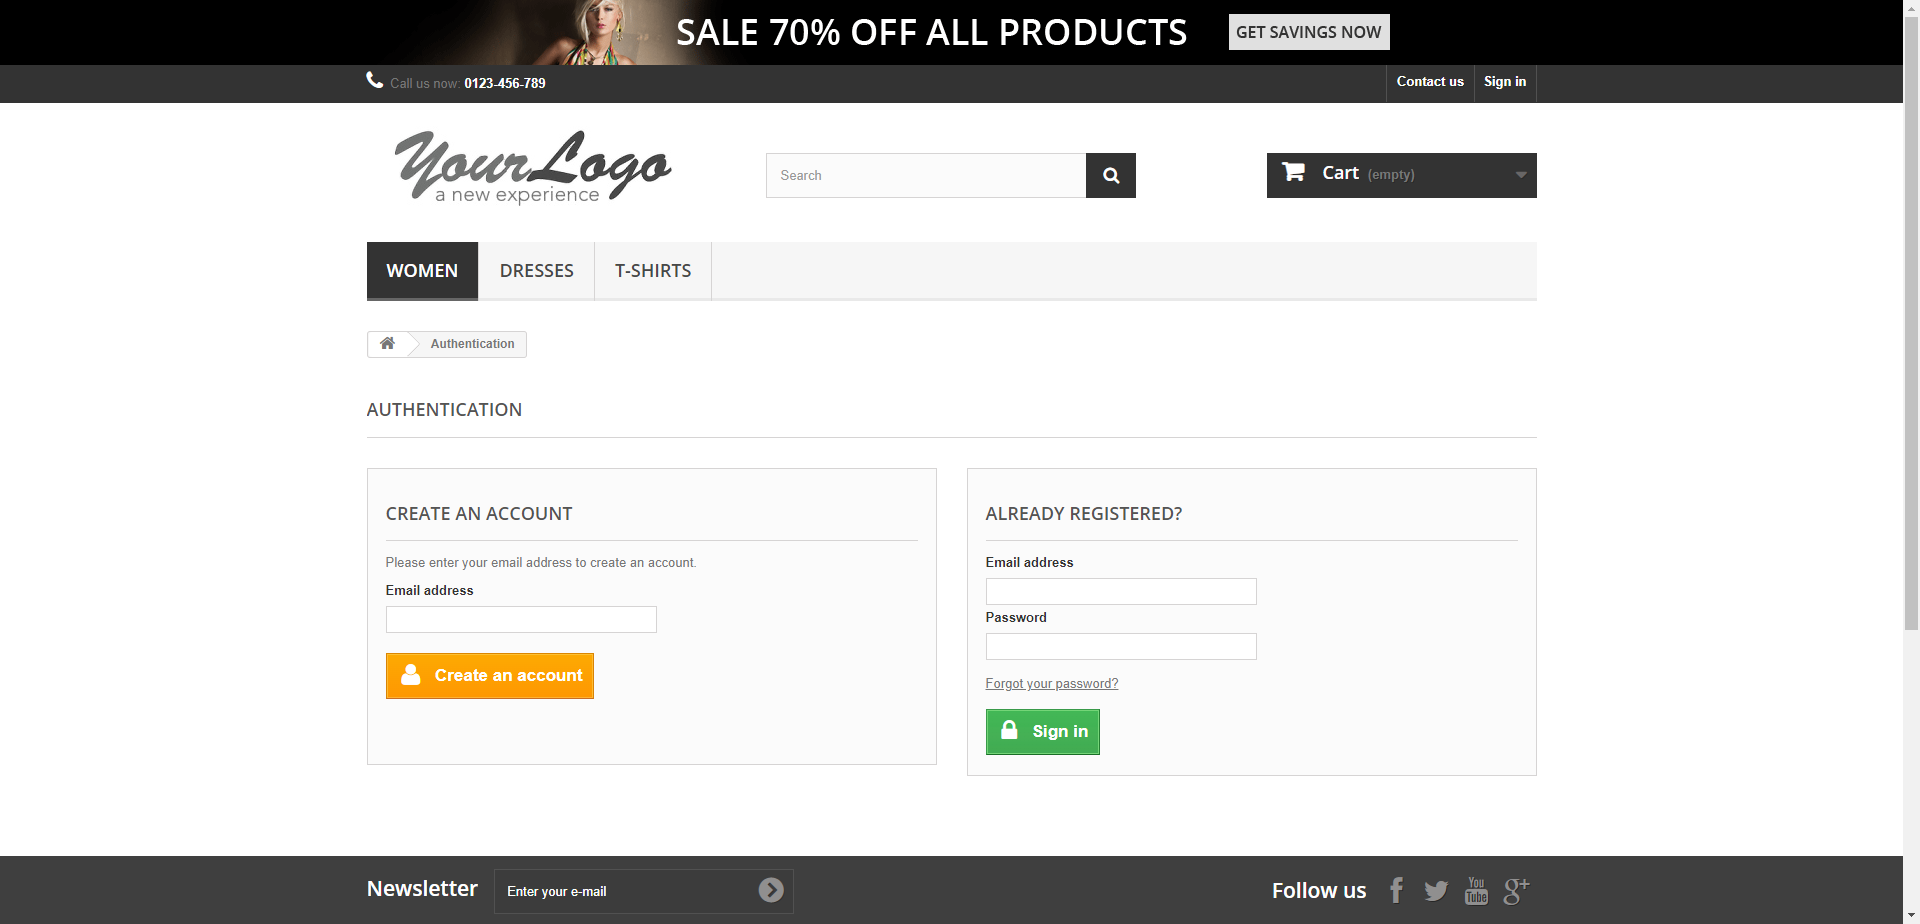 SALE 70% OFF ALL PRODUCTS
GET SAVINGS NOW
Call us now: 0123-456-789
Contact us
Sign in
YourLogo
a new experience
Search
Cart (empty)
WOMEN
DRESSES
T-SHIRTS
Authentication
AUTHENTICATION
CREATE AN ACCOUNT
Please enter your email address to create an account.
Email address
Create an account
ALREADY REGISTERED?
Email address
Password
Forgot your password?
Sign in
Newsletter
Enter your e-mail
Follow us
You
Tube
g+